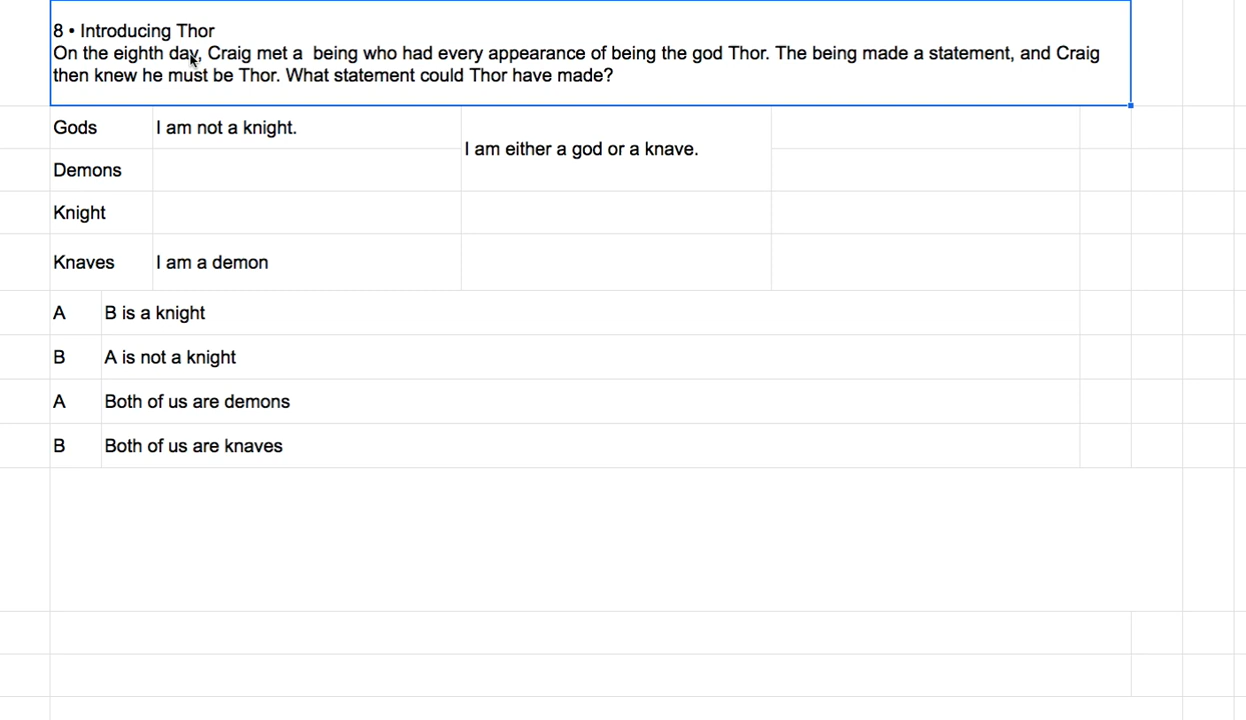 8 • Introducing Thor
On the eighth day, Craig met a  being who had every appearance of being the god Thor. The being made a statement, and Craig
then knew he must be Thor. What statement could Thor have made?
Gods I am not a knight.
I am either a god or a knave.
Demons
Knight
Knaves I am a demon
A B is a knight
B A is not a knight
A Both of us are demons
B Both of us are knaves